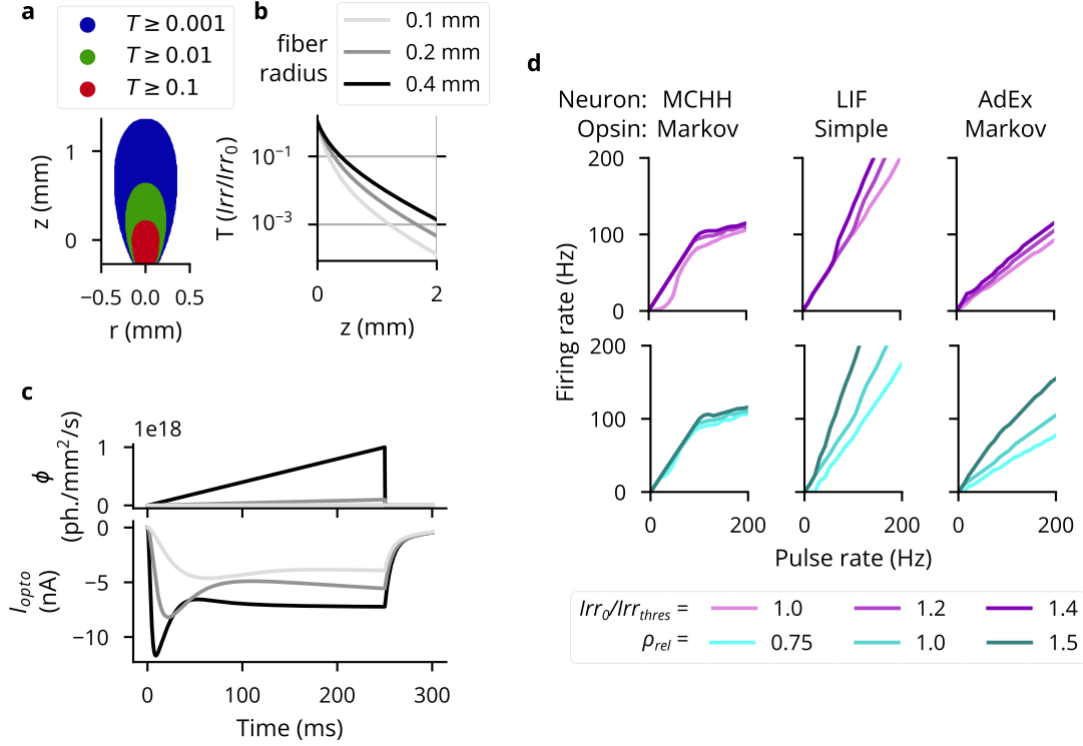 a
T ≥ 0.001
T ≥ 0.01
T ≥ 0.1
1
0
z (mm)
−0.5 0.0 0.5
r (mm)
b
fiber
radius
0.1 mm
0.2 mm
0.4 mm
T (Irr/Irr₀)
10⁻¹
10⁻³
0 2
z (mm)
c
1e18
ϕ
(ph./mm²/s)
1
0
I_opto
(nA)
0
−5
−10
0 100 200 300
Time (ms)
d
Neuron: MCHH LIF AdEx
Opsin: Markov Simple Markov
Firing rate (Hz)
200
100
0
200
100
0
0 200 0 200 0 200
Pulse rate (Hz)
Irr₀/Irr_thres = 1.0 1.2 1.4
ρ_rel = 0.75 1.0 1.5